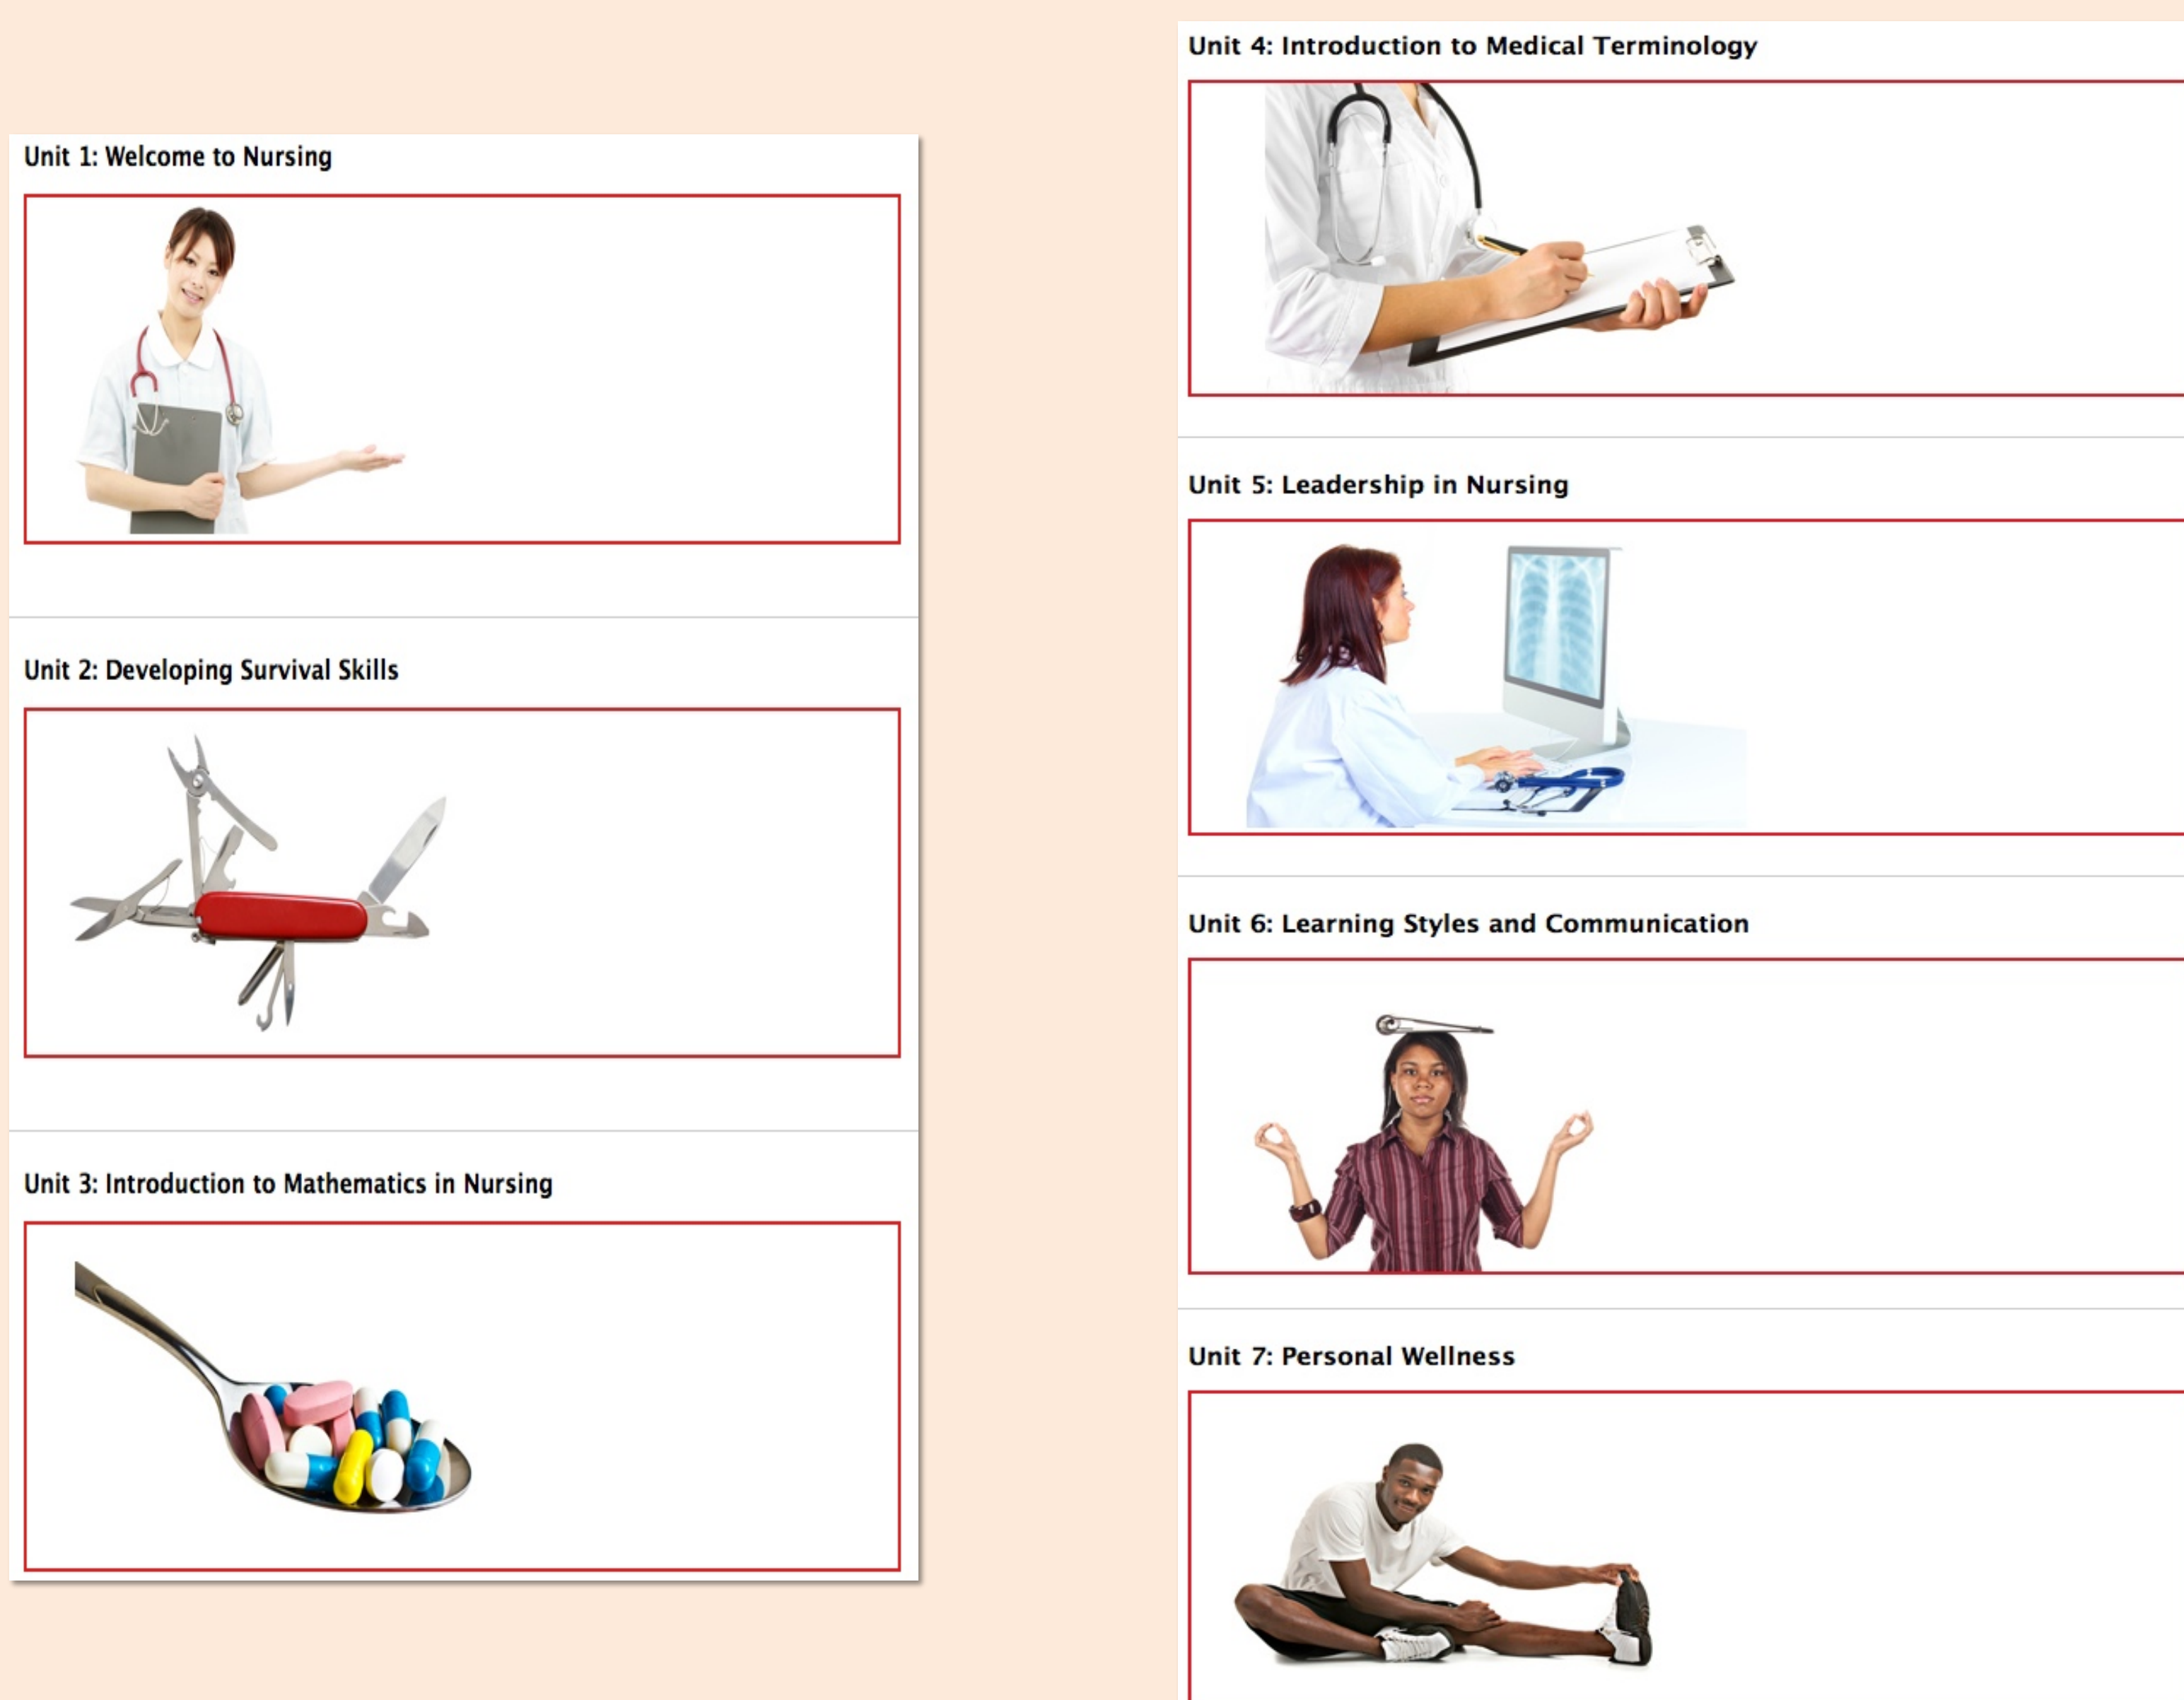 Unit 1: Welcome to Nursing
Unit 2: Developing Survival Skills
Unit 3: Introduction to Mathematics in Nursing
Unit 4: Introduction to Medical Terminology
Unit 5: Leadership in Nursing
Unit 6: Learning Styles and Communication
Unit 7: Personal Wellness